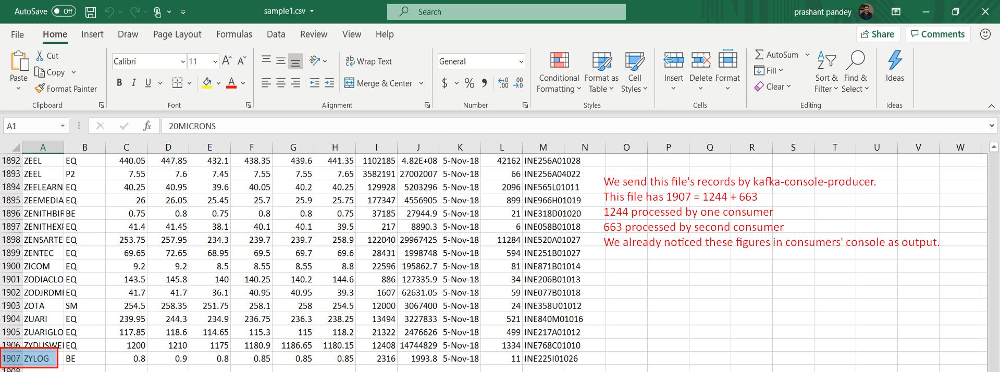 AutoSave Off sample1.csv Search prashant pandey
File Home Insert Draw Page Layout Formulas Data Review View Help Share Comments
Cut
Copy
Paste
Format Painter
Clipboard
Calibri 11 A A
B I U A
Font
ab Wrap Text
Merge & Center
Alignment
General
$ % 9 .00 .00
Number
Conditional Formatting
Format as Table
Cell Styles
Styles
Insert Delete Format
Cells
AutoSum
Fill
Clear
Sort & Filter
Find & Select
Editing
Ideas
Ideas
A1 fx 20MICRONS
A B C D E F G H I J K L M N O P Q R S T U V W
1892 ZEEL EQ 440.05 447.85 432.1 438.35 439.6 441.35 1102185 4.82E+08 5-Nov-18 42162 INE256A01028
1893 ZEEL P2 7.55 7.6 7.45 7.55 7.55 7.65 3582191 27002007 5-Nov-18 66 INE256A04022
1894 ZEELEARN EQ 40.25 40.95 39.6 40.05 40.2 40.25 129928 5203296 5-Nov-18 2096 INE565L01011
1895 ZEEMEDIA EQ 26 26.05 25.45 25.7 25.9 25.75 177347 4556905 5-Nov-18 899 INE966H01019
1896 ZENITHBIR BE 0.75 0.8 0.75 0.8 0.8 0.75 37185 27944.9 5-Nov-18 21 INE318D01020
1897 ZENITHEXP EQ 41.4 41.45 38.1 40.1 40.1 39.5 217 8890.3 5-Nov-18 6 INE058B01018
1898 ZENSARTE EQ 253.75 257.95 234.3 239.7 239.7 258.9 122040 29967425 5-Nov-18 11284 INE520A01027
1899 ZENTEC EQ 69.65 72.65 68.95 69.5 69.7 69.6 28431 1998748 5-Nov-18 594 INE251B01027
1900 ZICOM EQ 9.2 9.2 8.5 8.55 8.55 8.8 22596 195862.7 5-Nov-18 81 INE871B01014
1901 ZODIACLO EQ 143.5 145.8 140 140.25 140.2 144.6 886 127335.9 5-Nov-18 34 INE206B01013
1902 ZODJRDM EQ 41.7 41.7 36.1 40.95 40.95 39.3 1607 62631.05 5-Nov-18 59 INE077B01018
1903 ZOTA SM 254.5 258.35 251.75 258.1 258 254.5 12000 3067400 5-Nov-18 24 INE358U01012
1904 ZUARI EQ 239.95 244.3 234.9 236.75 236.3 238.25 13494 3227833 5-Nov-18 521 INE840M01016
1905 ZUARIGLO EQ 117.85 118.6 114.65 115.3 115 118.2 21322 2476626 5-Nov-18 499 INE217A01012
1906 ZYDUSWE EQ 1200 1210 1175 1180.9 1186.65 1180.15 12408 14744829 5-Nov-18 1334 INE768C01010
1907 ZYLOG BE 0.8 0.9 0.8 0.85 0.85 0.85 2316 1993.8 5-Nov-18 11 INE225I01026
1908
We send this file's records by kafka-console-producer.
This file has 1907 = 1244 + 663
1244 processed by one consumer
663 processed by second consumer
We already noticed these figures in consumers' console as output.